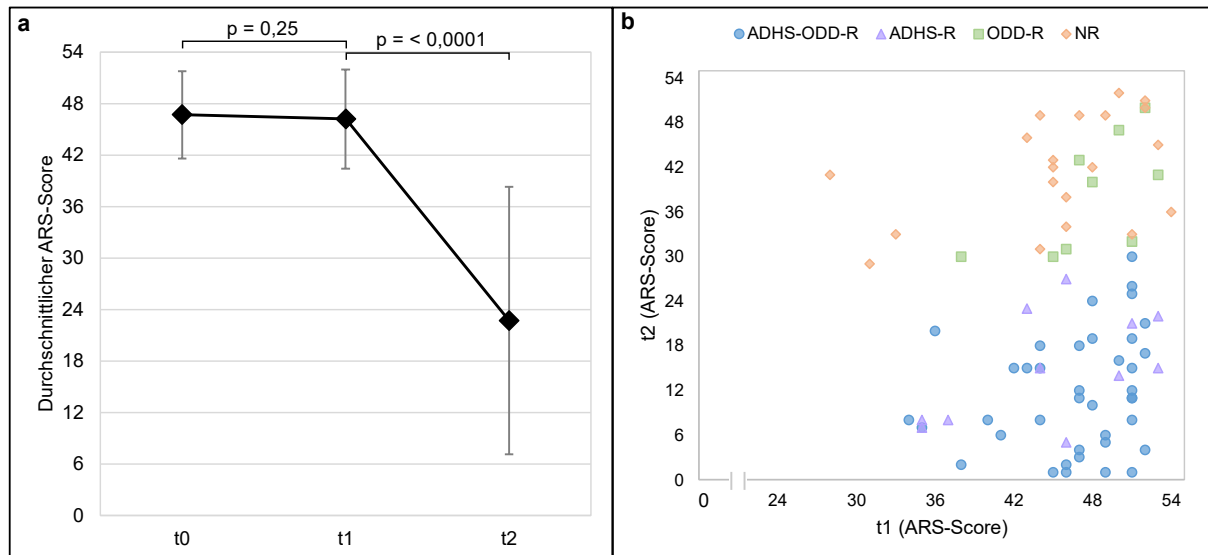 a
p = 0,25
p = < 0,0001
Durchschnittlicher ARS-Score
54
48
42
36
30
24
18
12
6
0
t0 t1 t2
b
ADHS-ODD-R ADHS-R ODD-R NR
t2 (ARS-Score)
54
48
42
36
30
24
18
12
6
0
0 24 30 36 42 48 54
t1 (ARS-Score)